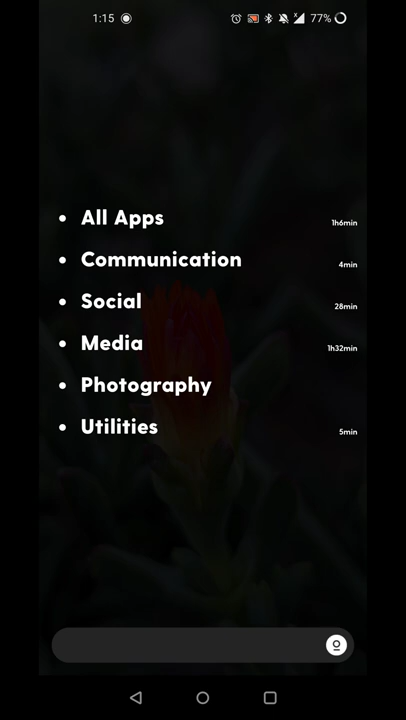 1:15
77%
All Apps
1h6min
Communication
4min
Social
28min
Media
1h32min
Photography
Utilities
5min